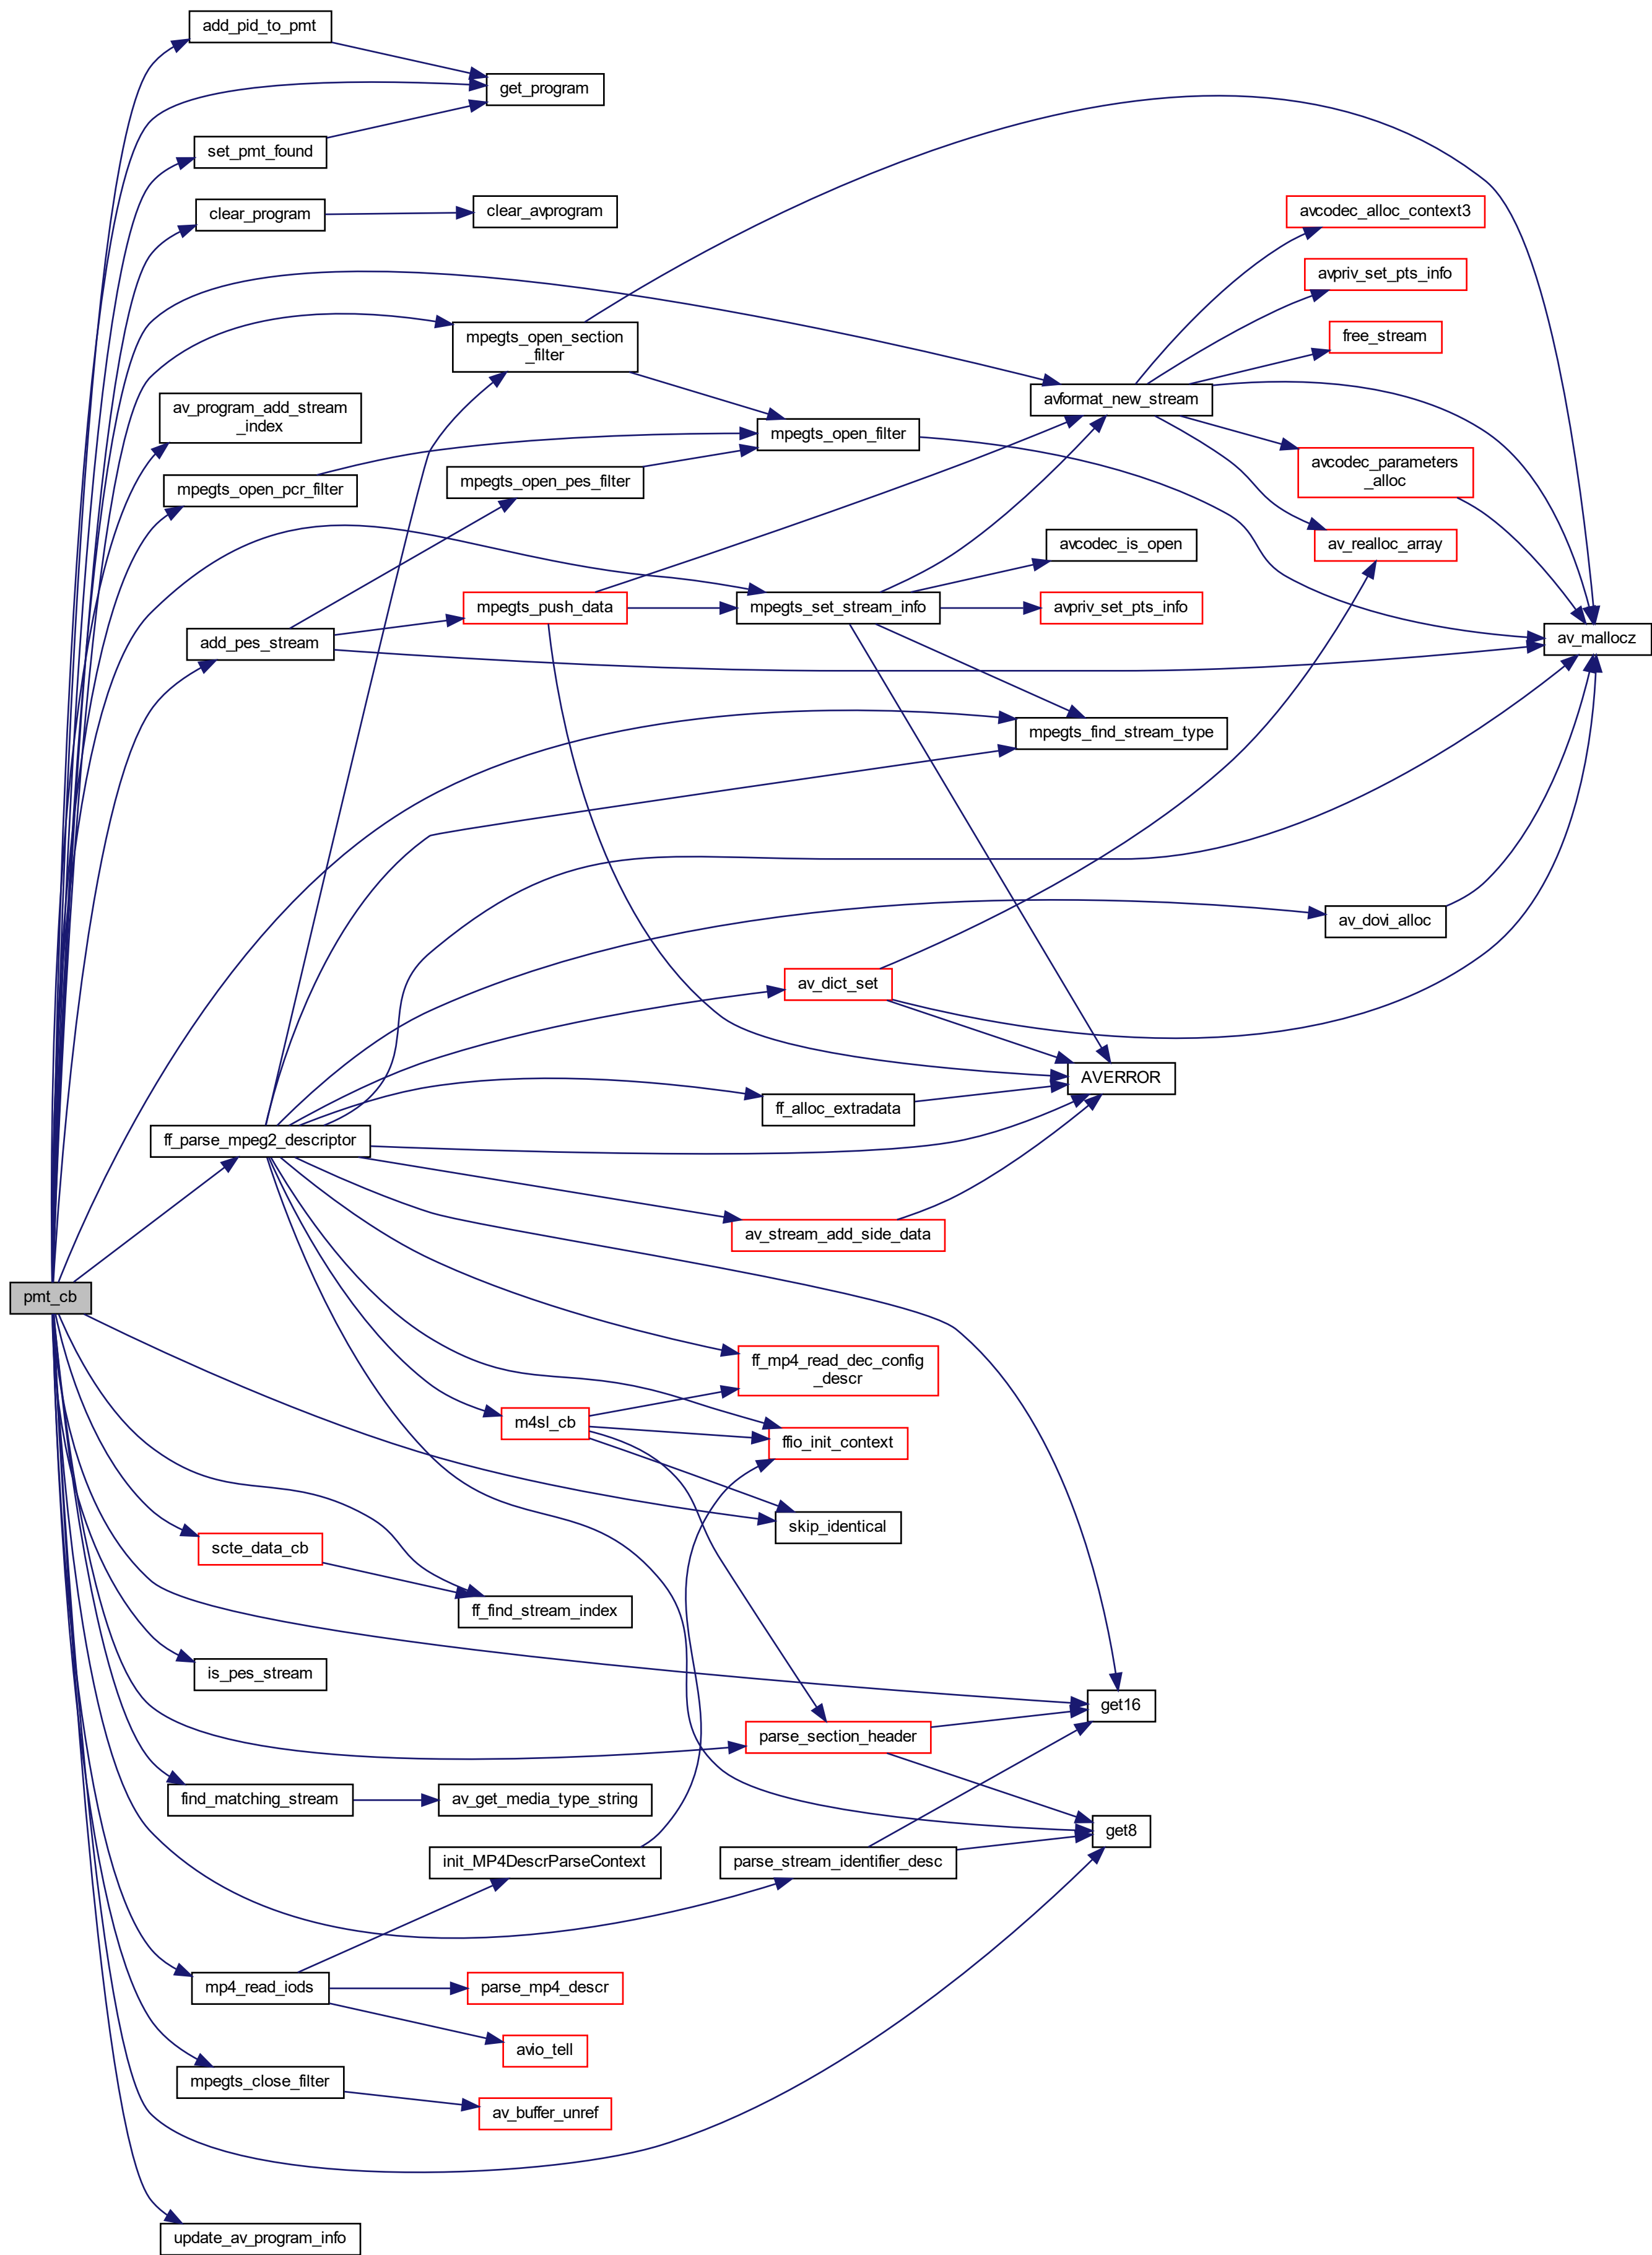 add_pid_to_pmt
get_program
set_pmt_found
clear_program
clear_avprogram
avcodec_alloc_context3
avpriv_set_pts_info
mpegts_open_section
_filter
free_stream
avformat_new_stream
av_program_add_stream
_index
mpegts_open_filter
mpegts_open_pcr_filter
mpegts_open_pes_filter
avcodec_parameters
_alloc
avcodec_is_open
av_realloc_array
mpegts_push_data
mpegts_set_stream_info
avpriv_set_pts_info
add_pes_stream
av_mallocz
mpegts_find_stream_type
av_dovi_alloc
av_dict_set
AVERROR
ff_alloc_extradata
ff_parse_mpeg2_descriptor
av_stream_add_side_data
pmt_cb
ff_mp4_read_dec_config
_descr
m4sl_cb
ffio_init_context
skip_identical
scte_data_cb
ff_find_stream_index
is_pes_stream
get16
parse_section_header
find_matching_stream
av_get_media_type_string
get8
init_MP4DescrParseContext
parse_stream_identifier_desc
mp4_read_iods
parse_mp4_descr
avio_tell
mpegts_close_filter
av_buffer_unref
update_av_program_info